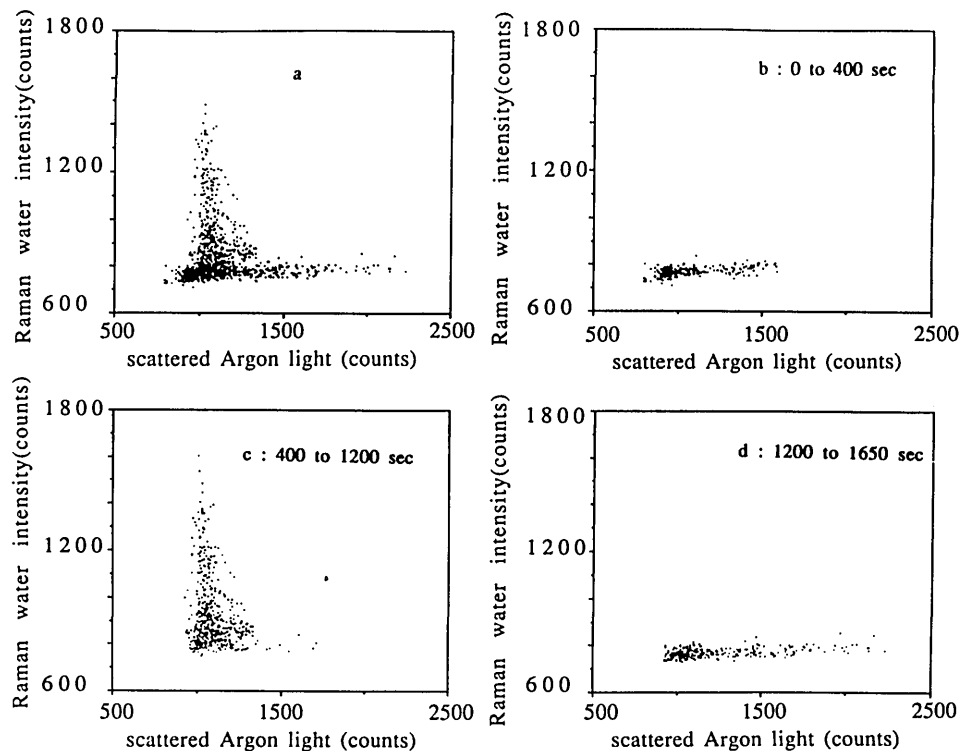 1800
1200
600
500
1500
2500
Raman water intensity(counts)
scattered Argon light (counts)
a
1800
1200
600
500
1500
2500
Raman water intensity(counts)
scattered Argon light (counts)
b : 0 to 400 sec
1800
1200
600
500
1500
2500
Raman water intensity(counts)
scattered Argon light (counts)
c : 400 to 1200 sec
1800
1200
600
500
1500
2500
Raman water intensity(counts)
scattered Argon light (counts)
d : 1200 to 1650 sec